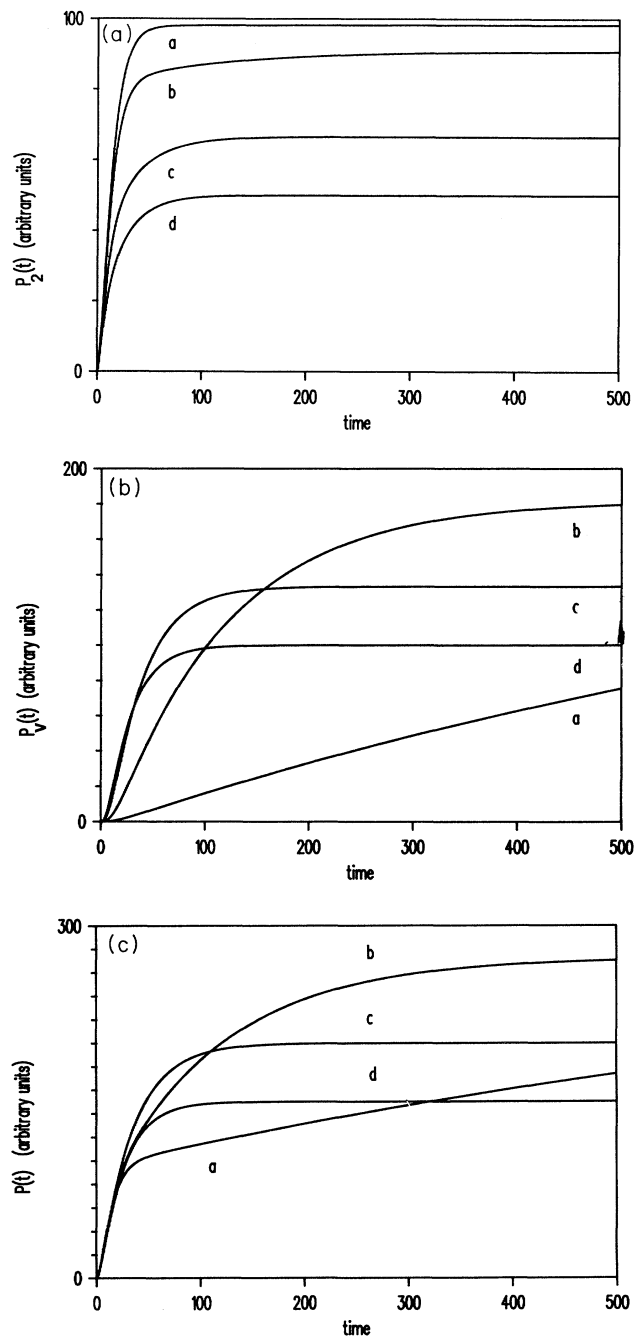 (a)
100
a
b
c
d
0
P2(t) (arbitrary units)
0 100 200 300 400 500
time
(b)
200
b
c
d
a
0
Pv(t) (arbitrary units)
0 100 200 300 400 500
time
(c)
300
b
c
d
a
0
P(t) (arbitrary units)
0 100 200 300 400 500
time